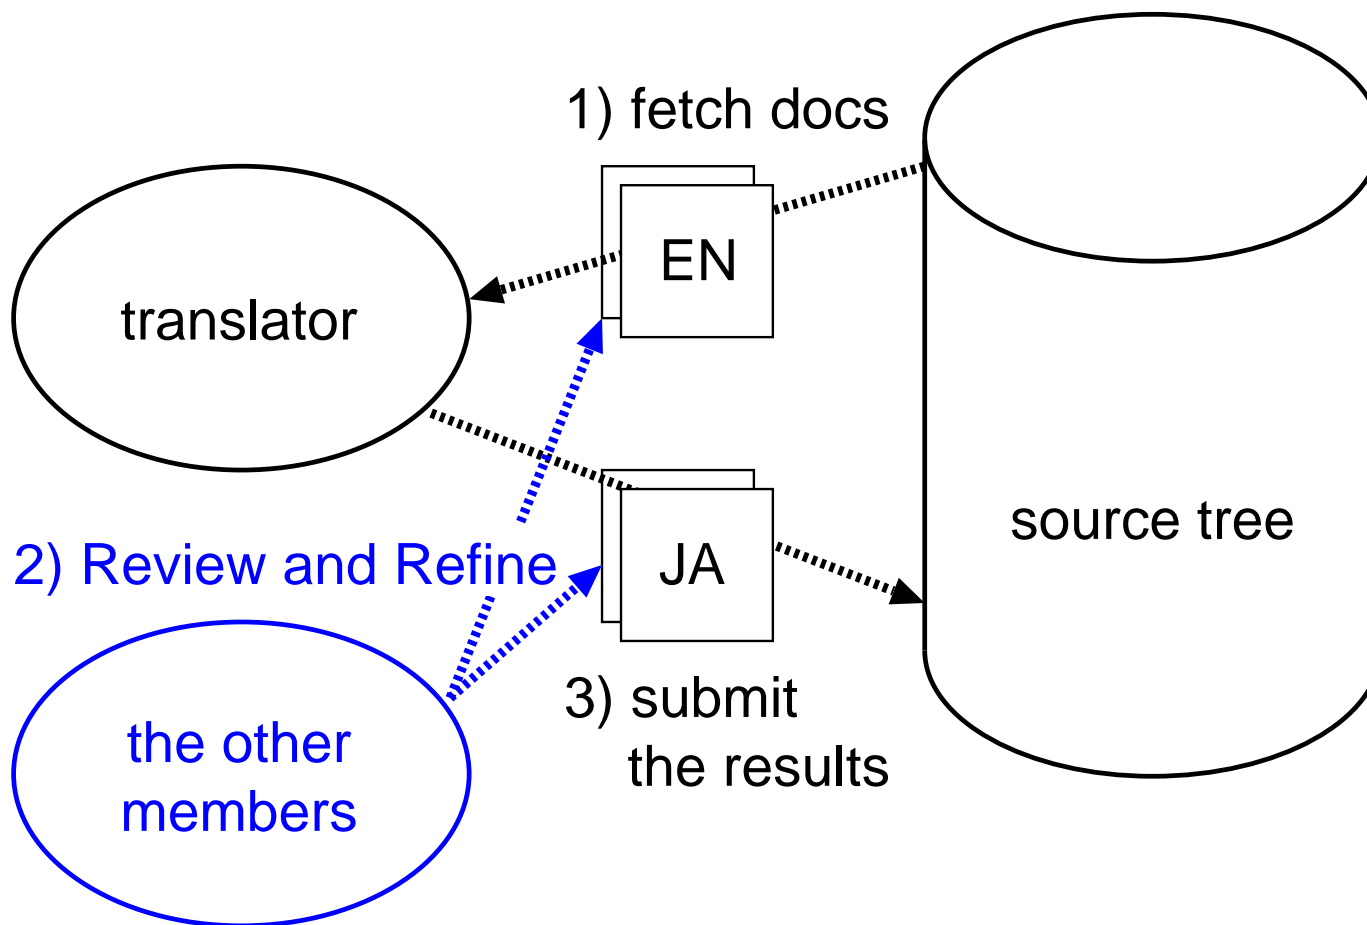 1) fetch docs
EN
translator
source tree
2) Review and Refine
JA
3) submit
the results
the other
members